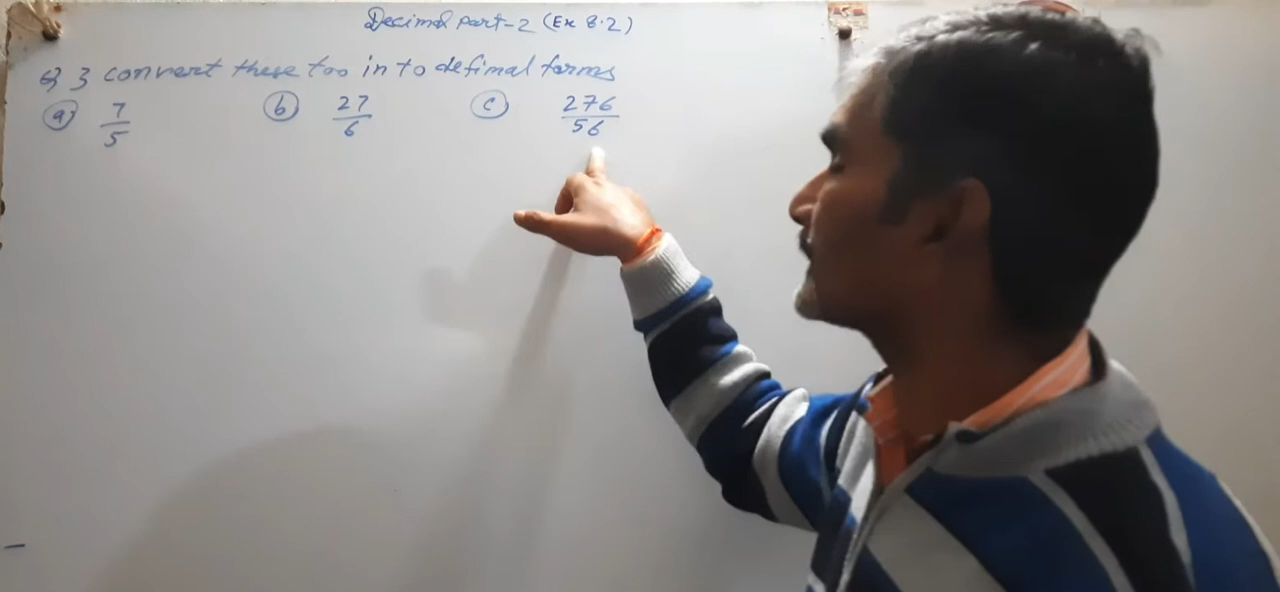 Decimal Part-2 (Ex 8.2)
Q 3 convert these too in to defimal forms
(a) 7/5 (b) 27/6 (c) 276/56